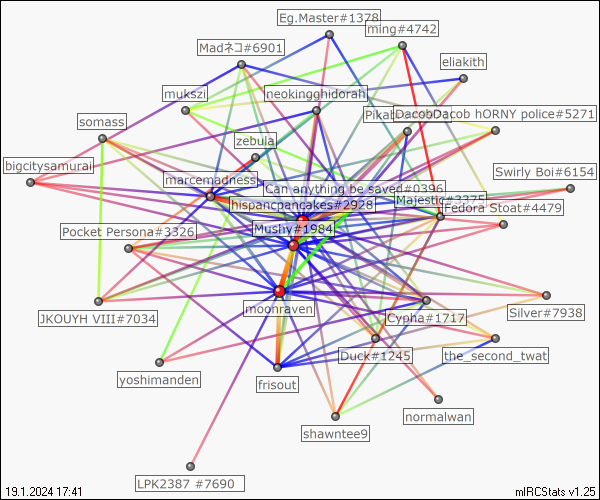 Eg.Master#1378
ming#4742
Madネコ#6901
eliakith
mukszi
neokingghidorah
DacobDacob hORNY police#5271
somass
zebula
bigcitysamurai
Swirly Boi#6154
marcemadness
Can anything be saved#0396
hispancpancakes#2928
Majestic#3375
Fedora Stoat#4479
Mushy#1984
Pocket Persona#3326
moonraven
Silver#7938
JKOUYH VIII#7034
Cypha#1717
Duck#1245
the_second_twat
yoshimanden
frisout
normalwan
shawntee9
LPK2387 #7690
19.1.2024 17:41
mIRCStats v1.25